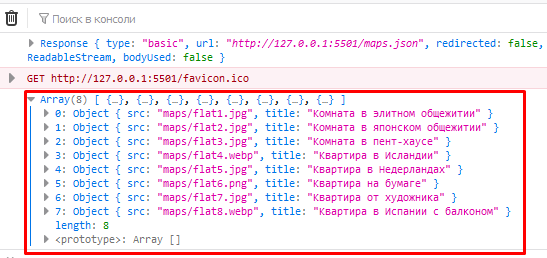 Поиск в консоли
Response { type: "basic", url: "http://127.0.0.1:5501/maps.json", redirected: false,
ReadableStream, bodyUsed: false }
GET http://127.0.0.1:5501/favicon.ico
Array(8) [ {…}, {…}, {…}, {…}, {…}, {…}, {…}, {…} ]
0: Object { src: "maps/flat1.jpg", title: "Комната в элитном общежитии" }
1: Object { src: "maps/flat2.jpg", title: "Комната в японском общежитии" }
2: Object { src: "maps/flat3.jpg", title: "Комната в пент-хаусе" }
3: Object { src: "maps/flat4.webp", title: "Квартира в Исландии" }
4: Object { src: "maps/flat5.jpg", title: "Квартира в Недерландах" }
5: Object { src: "maps/flat6.png", title: "Квартира на бумаге" }
6: Object { src: "maps/flat7.jpg", title: "Квартира от художника" }
7: Object { src: "maps/flat8.webp", title: "Квартира в Испании с балконом" }
length: 8
<prototype>: Array []